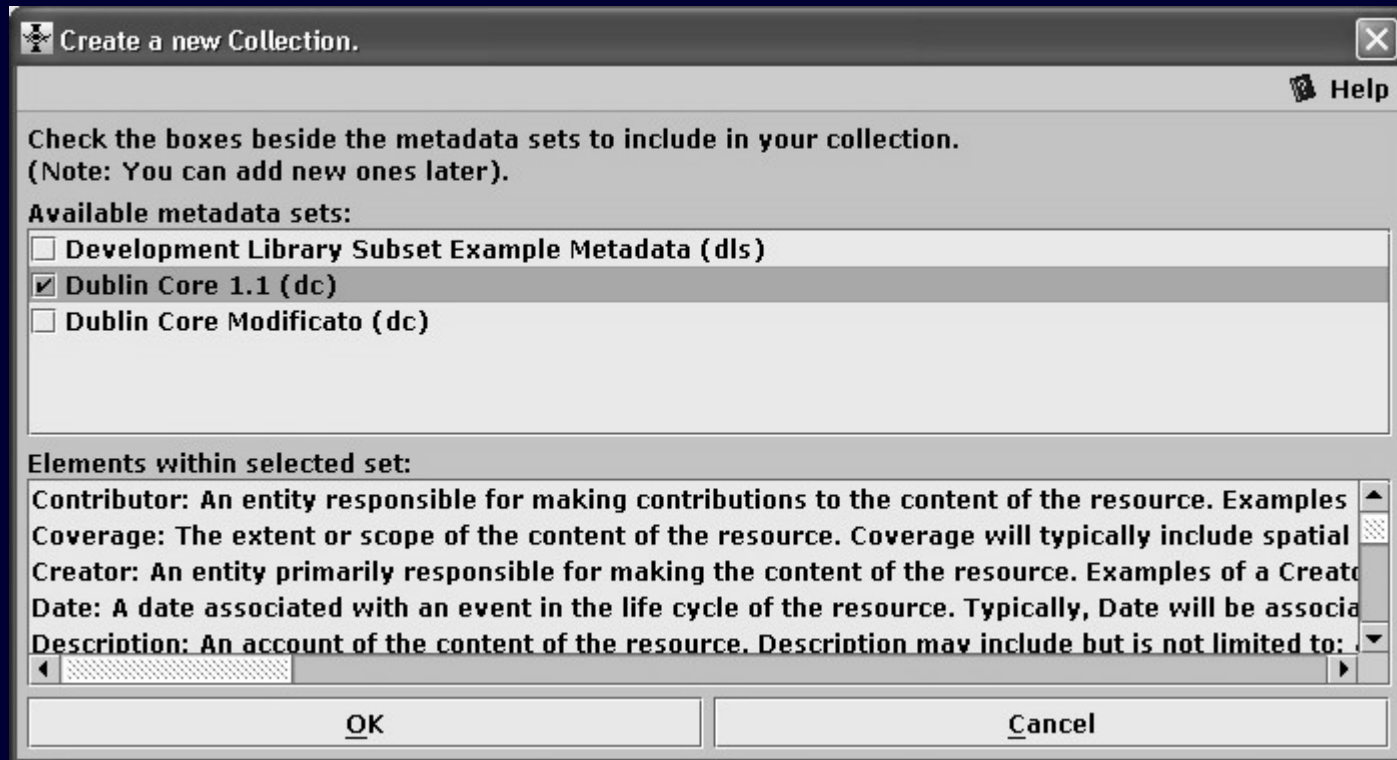 Create a new Collection.
Help
Check the boxes beside the metadata sets to include in your collection.
(Note: You can add new ones later).
Available metadata sets:
Development Library Subset Example Metadata (dls)
Dublin Core 1.1 (dc)
Dublin Core Modificato (dc)
Elements within selected set:
Contributor: An entity responsible for making contributions to the content of the resource. Examples
Coverage: The extent or scope of the content of the resource. Coverage will typically include spatial
Creator: An entity primarily responsible for making the content of the resource. Examples of a Creato
Date: A date associated with an event in the life cycle of the resource. Typically, Date will be associa
Description: An account of the content of the resource. Description may include but is not limited to:
OK
Cancel